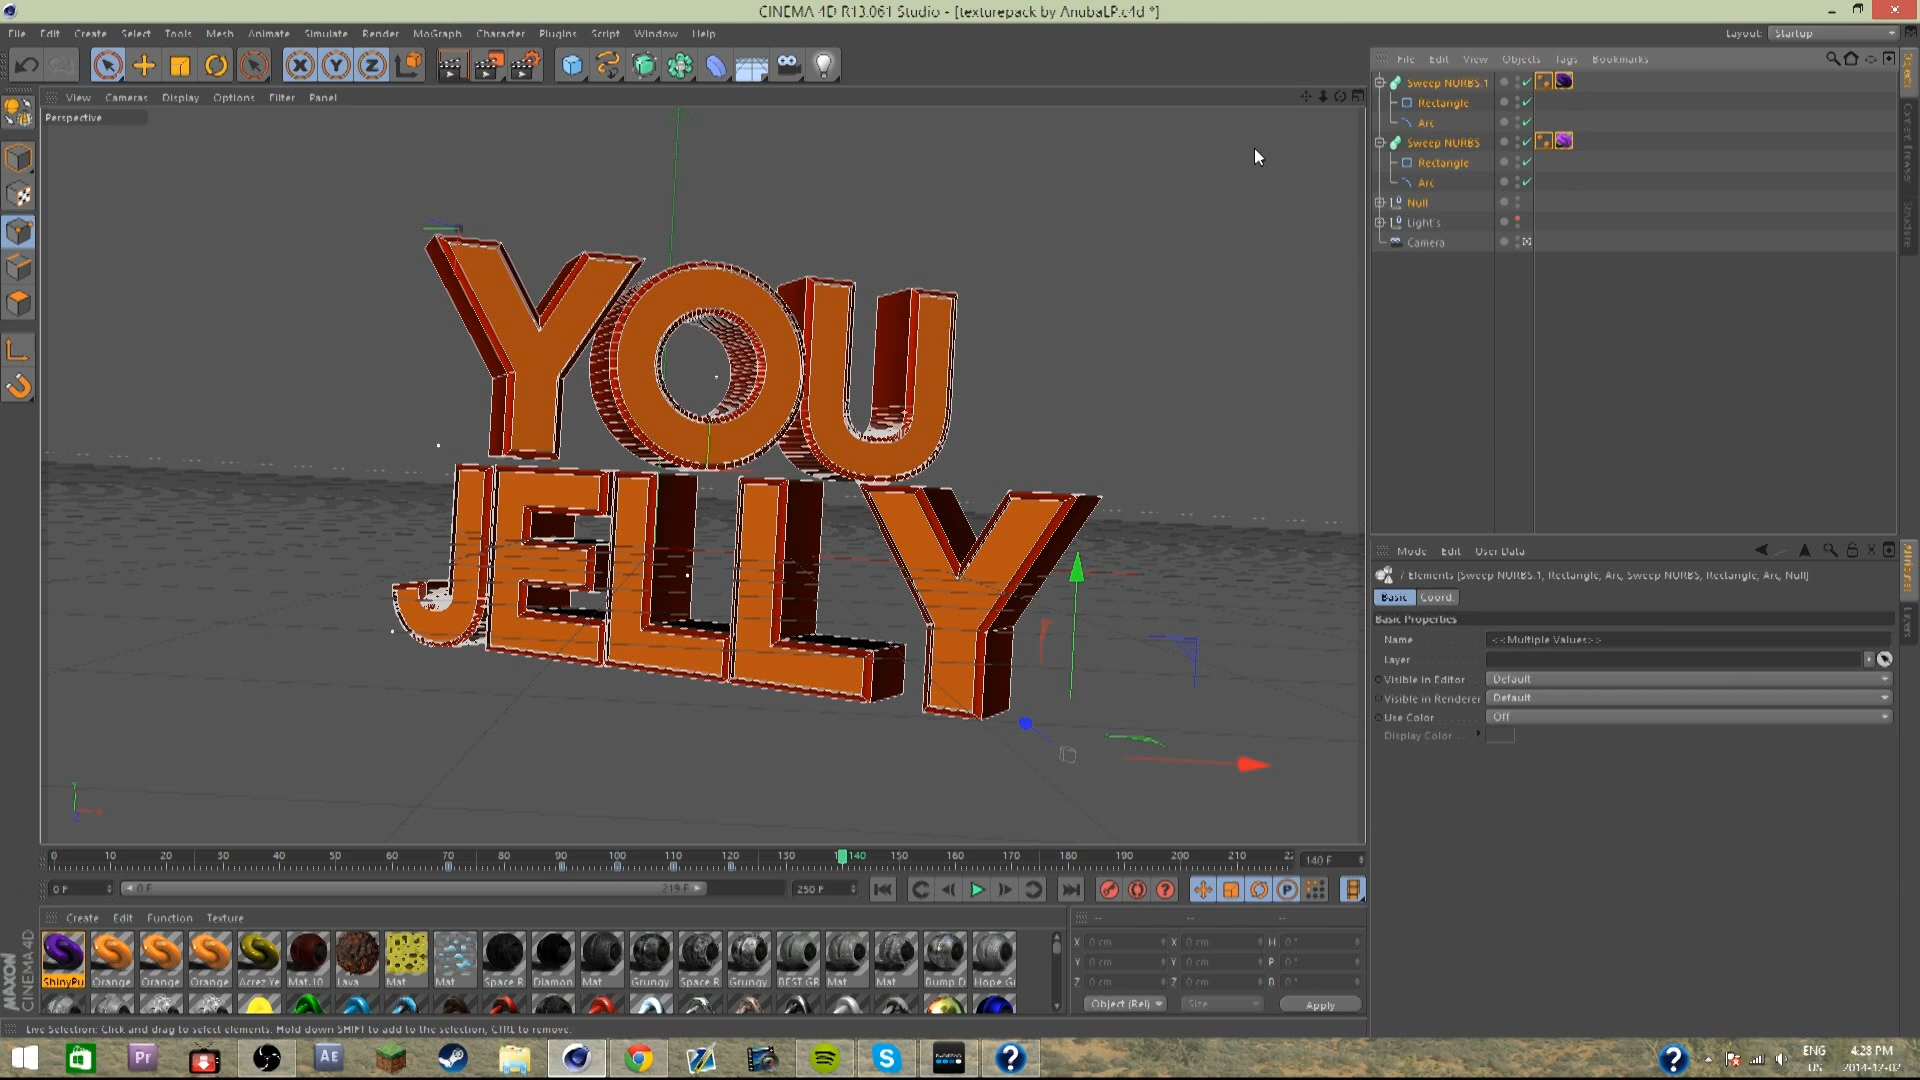 CINEMA 4D R13.061 Studio - [texturepack by AnubaLP.c4d *]
File Edit Create Select Tools Mesh Animate Simulate Render MoGraph Character Plugins Script Window Help
Layout: Startup
View Cameras Display Options Filter Panel
Perspective
YOU
JELLY
File Edit View Objects Tags Bookmarks
Sweep NURBS.1
Rectangle
Arc
Sweep NURBS
Rectangle
Arc
Null
Light's
Camera
Objects
Content Browser
Structure
Mode Edit User Data
Elements [Sweep NURBS.1, Rectangle, Arc, Sweep NURBS, Rectangle, Arc, Null]
Basic Coord.
Basic Properties
Name <<Multiple Values>>
Layer
Visible in Editor Default
Visible in Renderer Default
Use Color Off
Display Color
Attributes
Layers
0 10 20 30 40 50 60 70 80 90 100 110 120 130 140 150 160 170 180 190 200 210
140 F
0 F 0 F 219 F 250 F
Create Edit Function Texture
ShinyPu Orange Orange Orange Acrez Ye Mat.10 Lava Mat Mat Space R Diamon Mat Grungy Space R Grungy BEST GR Mat Mat Bump D Hope Gi
X 0 cm X 0 cm H 0°
Y 0 cm Y 0 cm P 0°
Z 0 cm Z 0 cm B 0°
Object (Rel) Size Apply
MAXON CINEMA 4D
Live Selection: Click and drag to select elements. Hold down SHIFT to add to the selection, CTRL to remove.
Pr AE
ENG
US
4:28 PM
2014-12-02